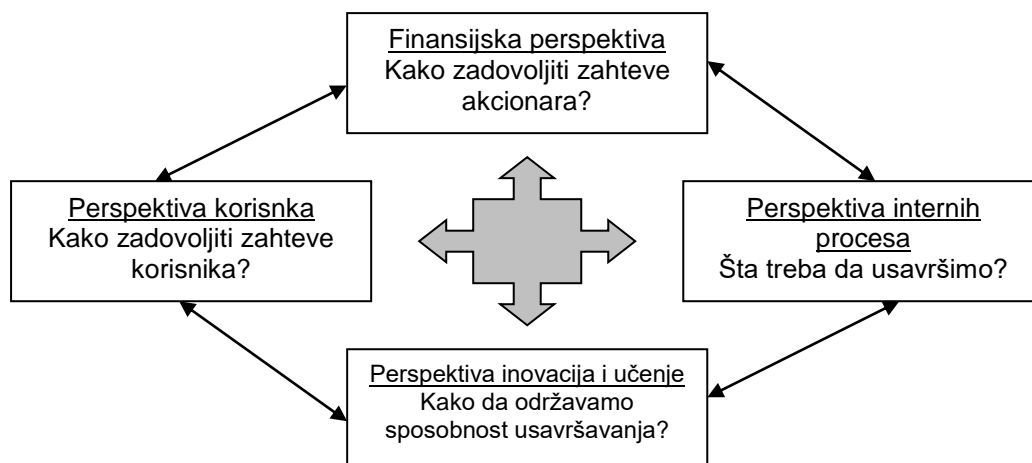 Finansijska perspektiva
Kako zadovoljiti zahteve
akcionara?
Perspektiva korisnka
Kako zadovoljiti zahteve
korisnika?
Perspektiva internih
procesa
Šta treba da usavršimo?
Perspektiva inovacija i učenje
Kako da održavamo
sposobnost usavršavanja?